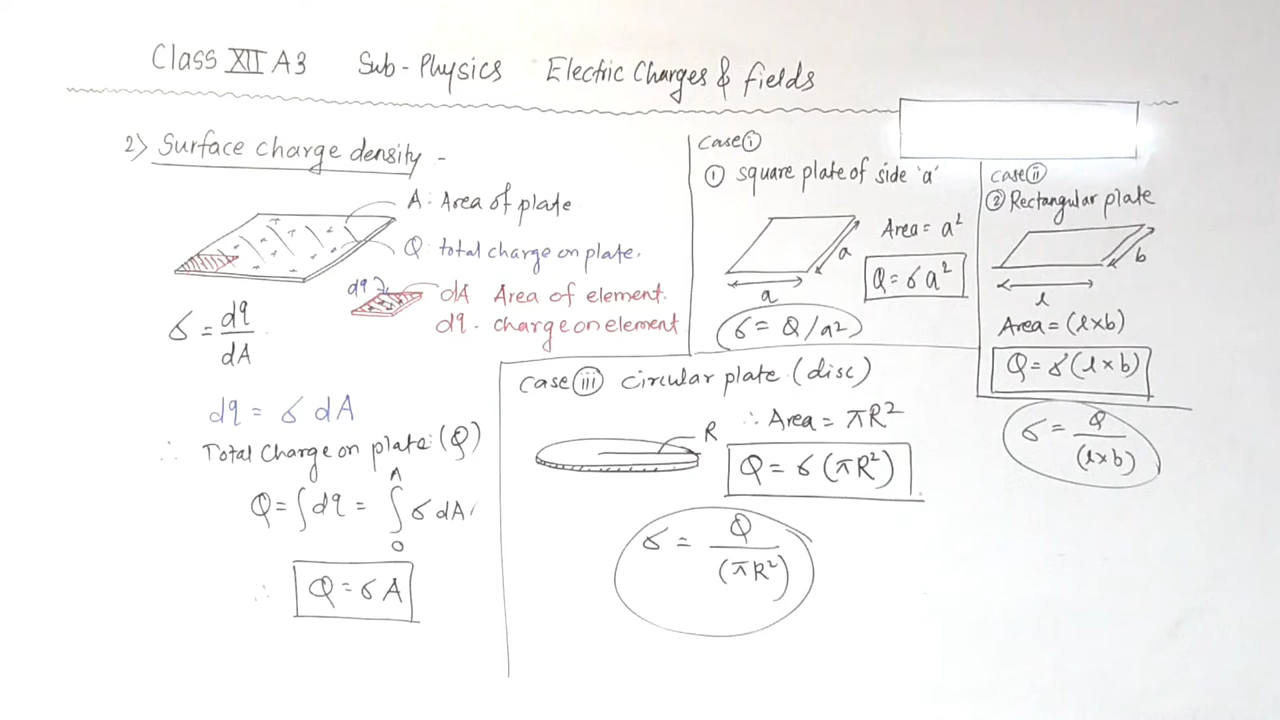 Class XII A3 Sub - Physics Electric Charges & fields
2) Surface charge density -
A: Area of plate
Q: total charge on plate.
dq
dA Area of element.
dq. charge on element
σ = dq/dA
dq = σ dA
∴ Total Charge on plate: (Q)
Q = ∫dq = ∫₀ᴬ σ dA
∴ Q = σA
Case (i)
① square plate of side 'a'
a
a
Area = a²
Q = σa²
σ = Q/a²
Case (ii)
② Rectangular plate
b
l
Area = (l×b)
Q = σ(l×b)
σ = Q/(l×b)
Case (iii) circular plate (disc)
R
∴ Area = πR²
Q = σ(πR²)
σ = Q/(πR²)